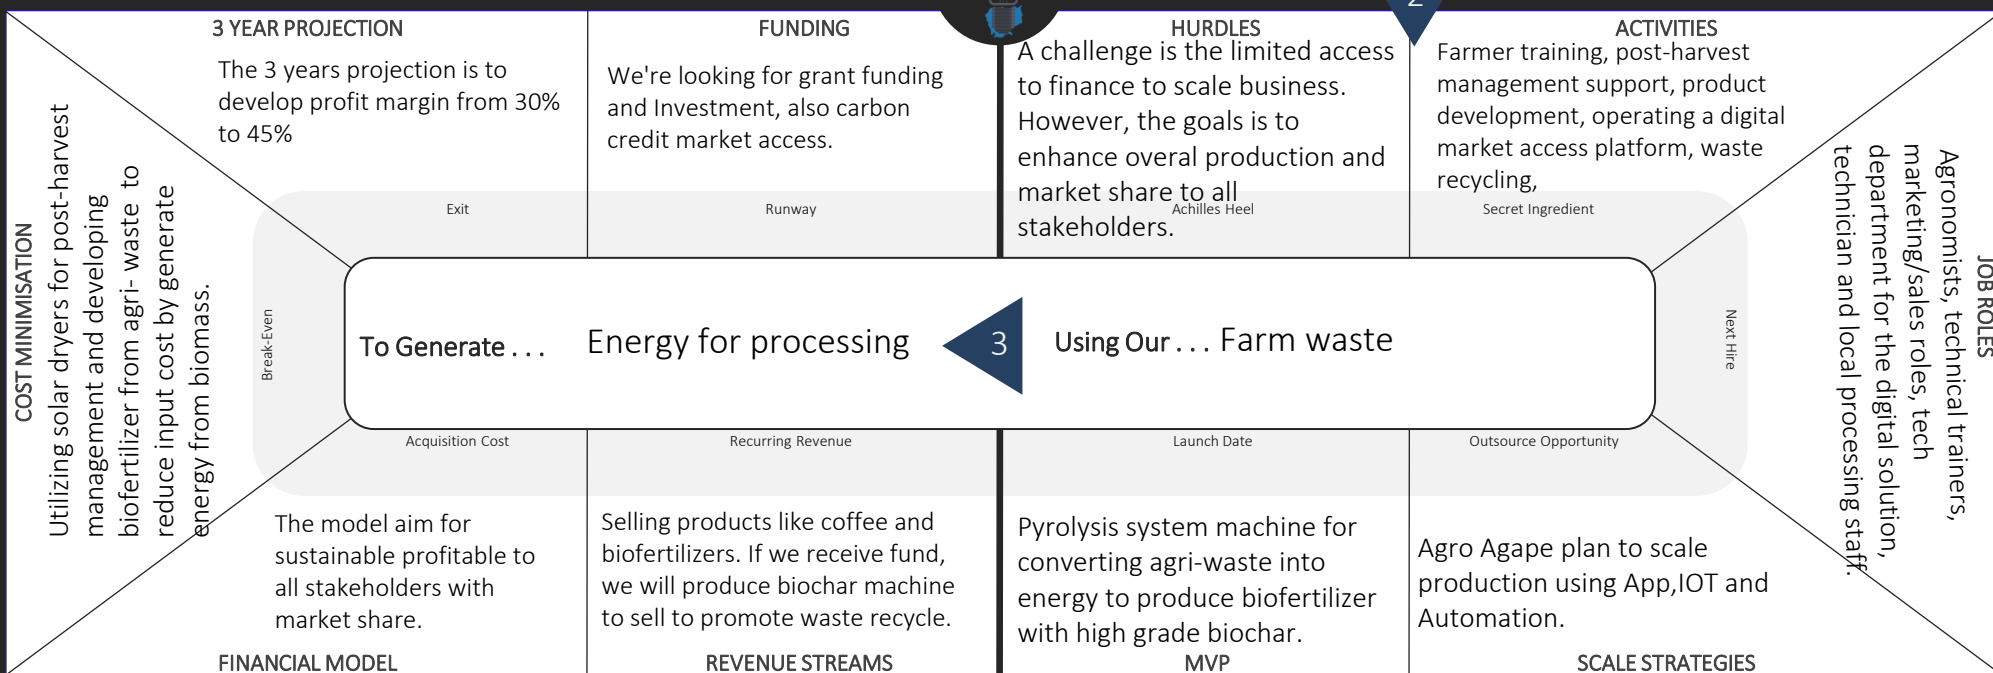 3 YEAR PROJECTION
The 3 years projection is to
develop profit margin from 30%
to 45%
FUNDING
We're looking for grant funding
and Investment, also carbon
credit market access.
HURDLES
A challenge is the limited access
to finance to scale business.
However, the goals is to
enhance overal production and
market share to all
stakeholders.
2
ACTIVITIES
Farmer training, post-harvest
management support, product
development, operating a digital
market access platform, waste
recycling,
Exit
Runway
Achilles Heel
Secret Ingredient
COST MINIMISATION
Utilizing solar dryers for post-harvest
management and developing
biofertilizer from agri- waste to
reduce input cost by generate
energy from biomass.
Break-Even
To Generate . . .
Energy for processing
3
Using Our . . . Farm waste
Next Hire
JOB ROLES
Agronomists, technical trainers,
marketing/sales roles, tech
department for the digital solution,
technician and local processing staff.
Acquisition Cost
Recurring Revenue
Launch Date
Outsource Opportunity
The model aim for
sustainable profitable to
all stakeholders with
market share.
FINANCIAL MODEL
Selling products like coffee and
biofertilizers. If we receive fund,
we will produce biochar machine
to sell to promote waste recycle.
REVENUE STREAMS
Pyrolysis system machine for
converting agri-waste into
energy to produce biofertilizer
with high grade biochar.
MVP
Agro Agape plan to scale
production using App,IOT and
Automation.
SCALE STRATEGIES